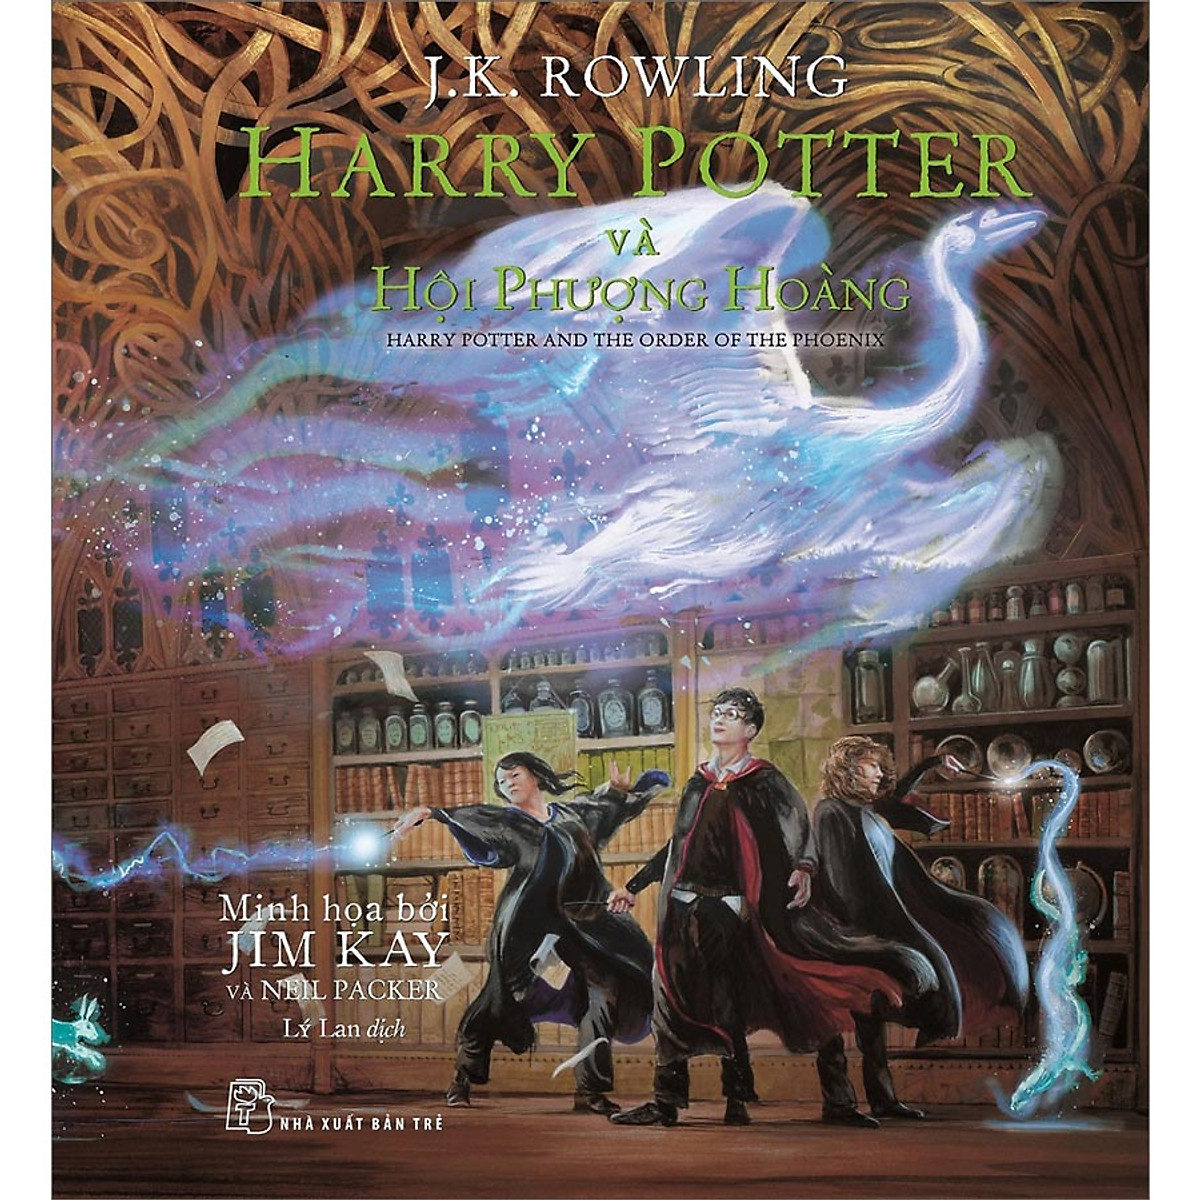 J.K. ROWLING
HARRY POTTER
VÀ
HỘI PHƯỢNG HOÀNG
HARRY POTTER AND THE ORDER OF THE PHOENIX
Minh họa bởi
JIM KAY
VÀ NEIL PACKER
Lý Lan dịch
NHÀ XUẤT BẢN TRẺ